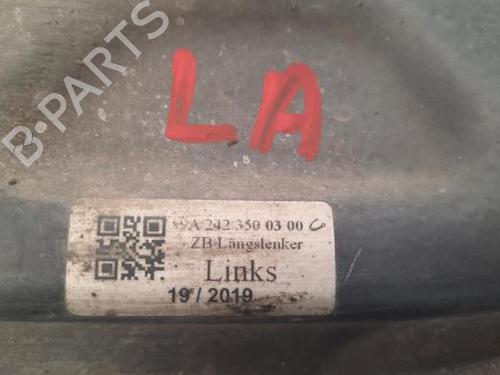 B-PARTS
LA
A 242 350 03 00
ZB Längslenker
Links
19 / 2019